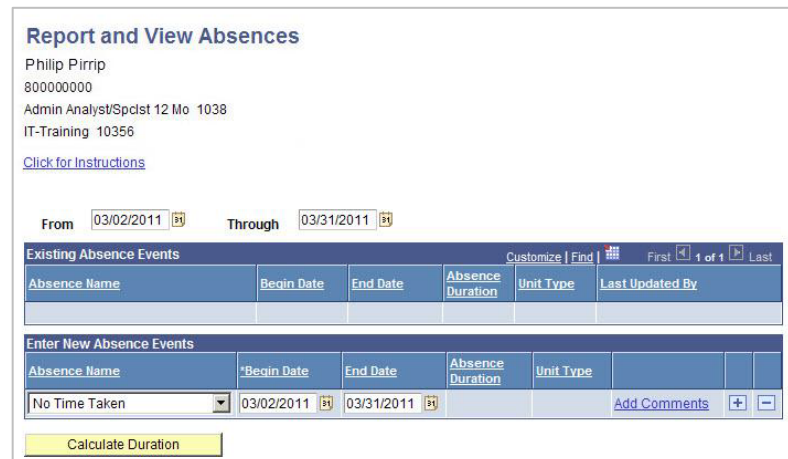 Report and View Absences
Philip Pirrip
800000000
Admin Analyst/Spclst 12 Mo 1038
IT-Training 10356
Click for Instructions
From 03/02/2011 31 Through 03/31/2011 31
Existing Absence Events Customize | Find | First 1 of 1 Last
Absence Name Begin Date End Date Absence Duration Unit Type Last Updated By
Enter New Absence Events
Absence Name *Begin Date End Date Absence Duration Unit Type
No Time Taken 03/02/2011 31 03/31/2011 31 Add Comments + −
Calculate Duration